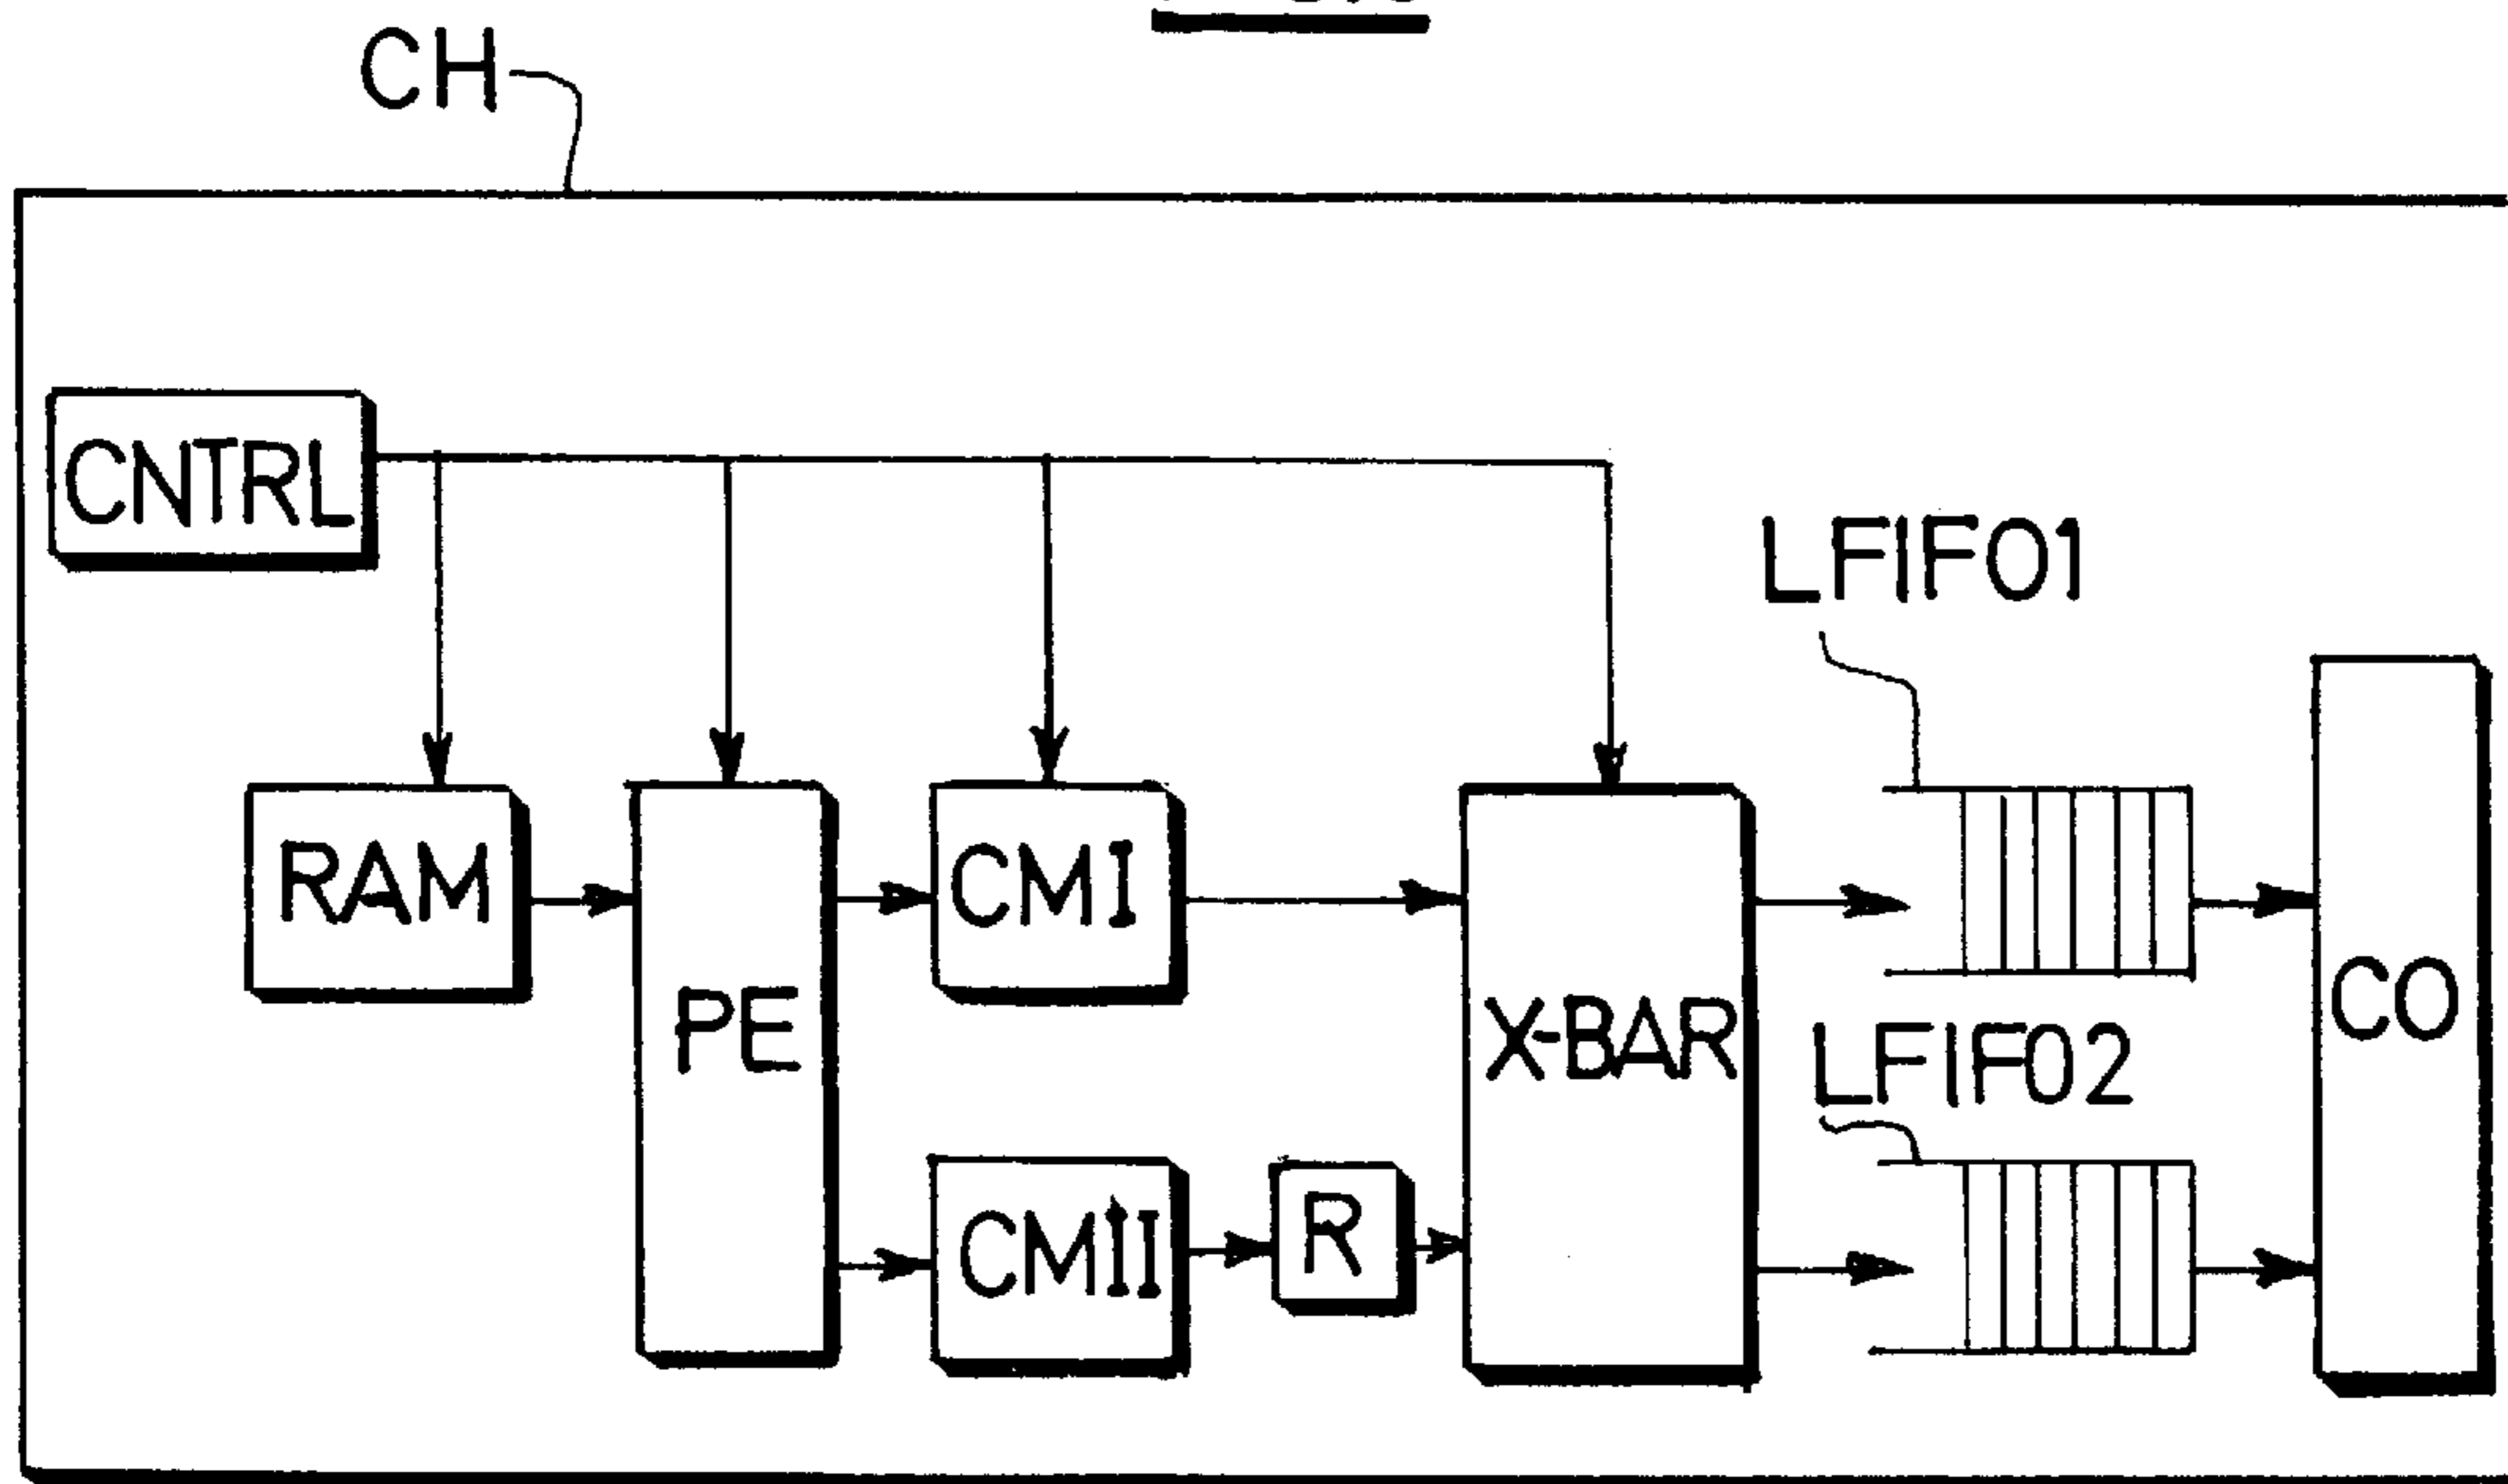 CH
CNTRL
LFIFO1
RAM
CMI
PE
X-BAR
CO
LFIFO2
CMII
R